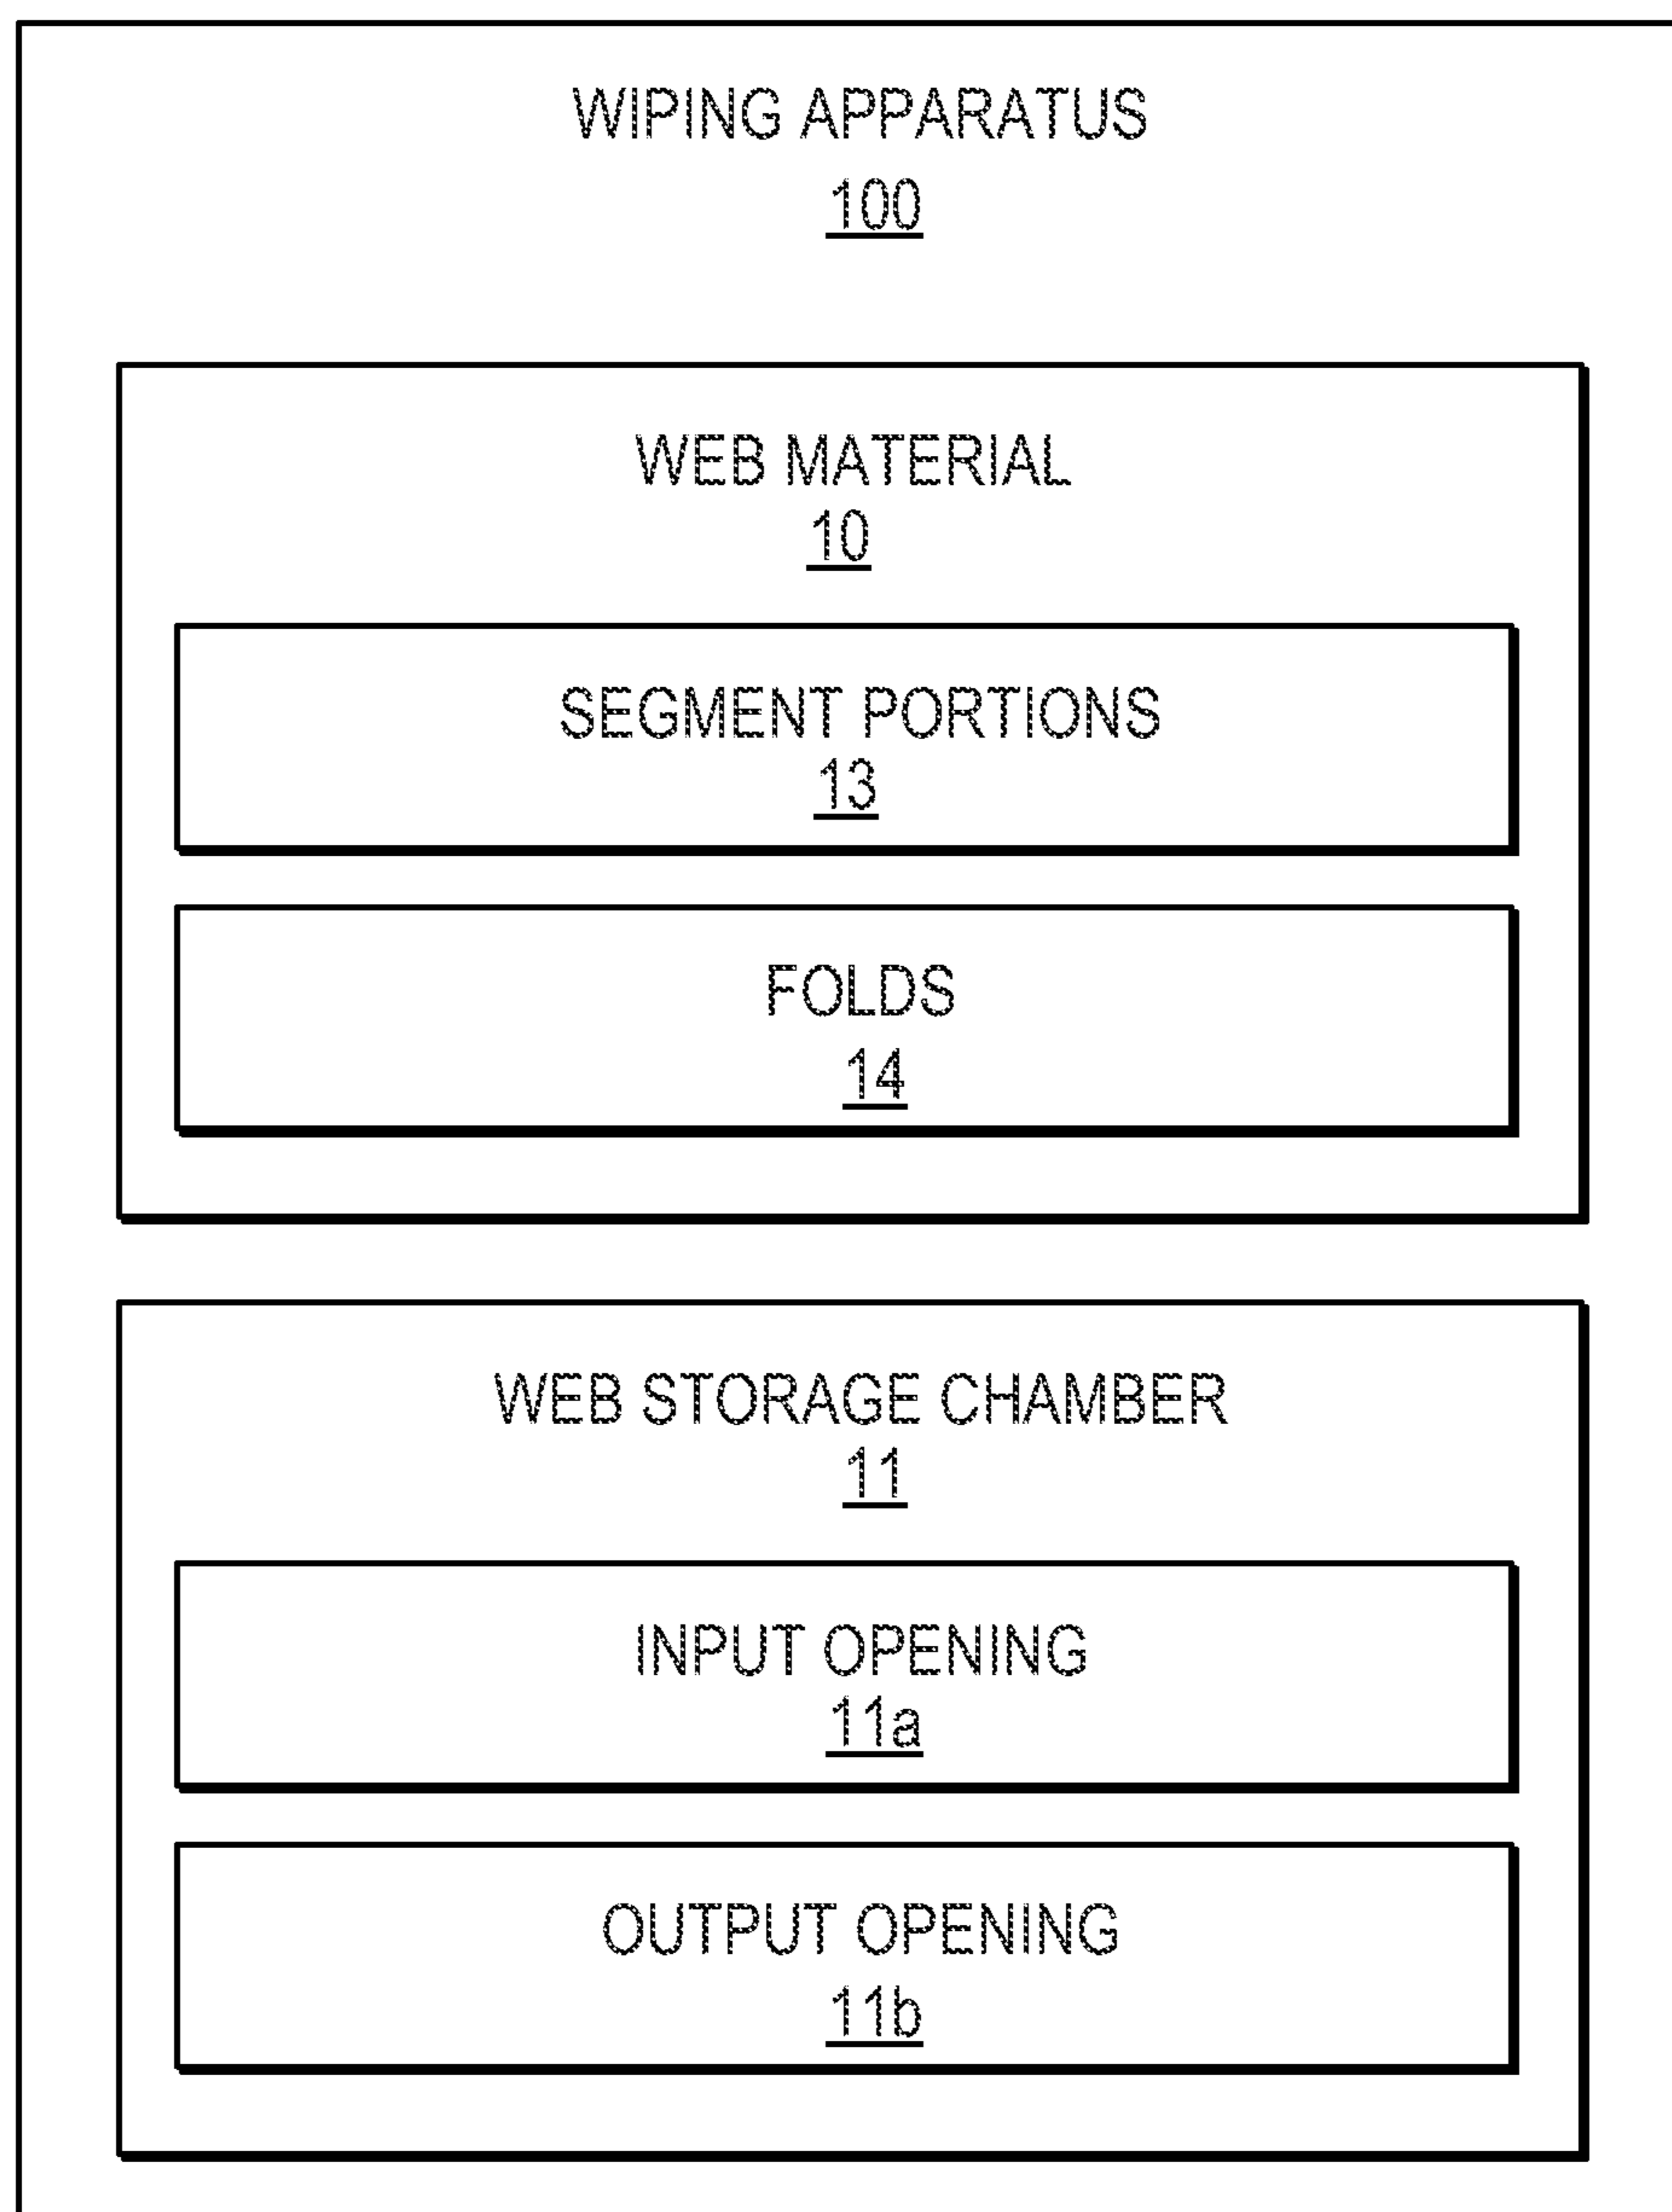 WIPING APPARATUS
100
WEB MATERIAL
10
SEGMENT PORTIONS
13
FOLDS
14
WEB STORAGE CHAMBER
11
INPUT OPENING
11a
OUTPUT OPENING
11b